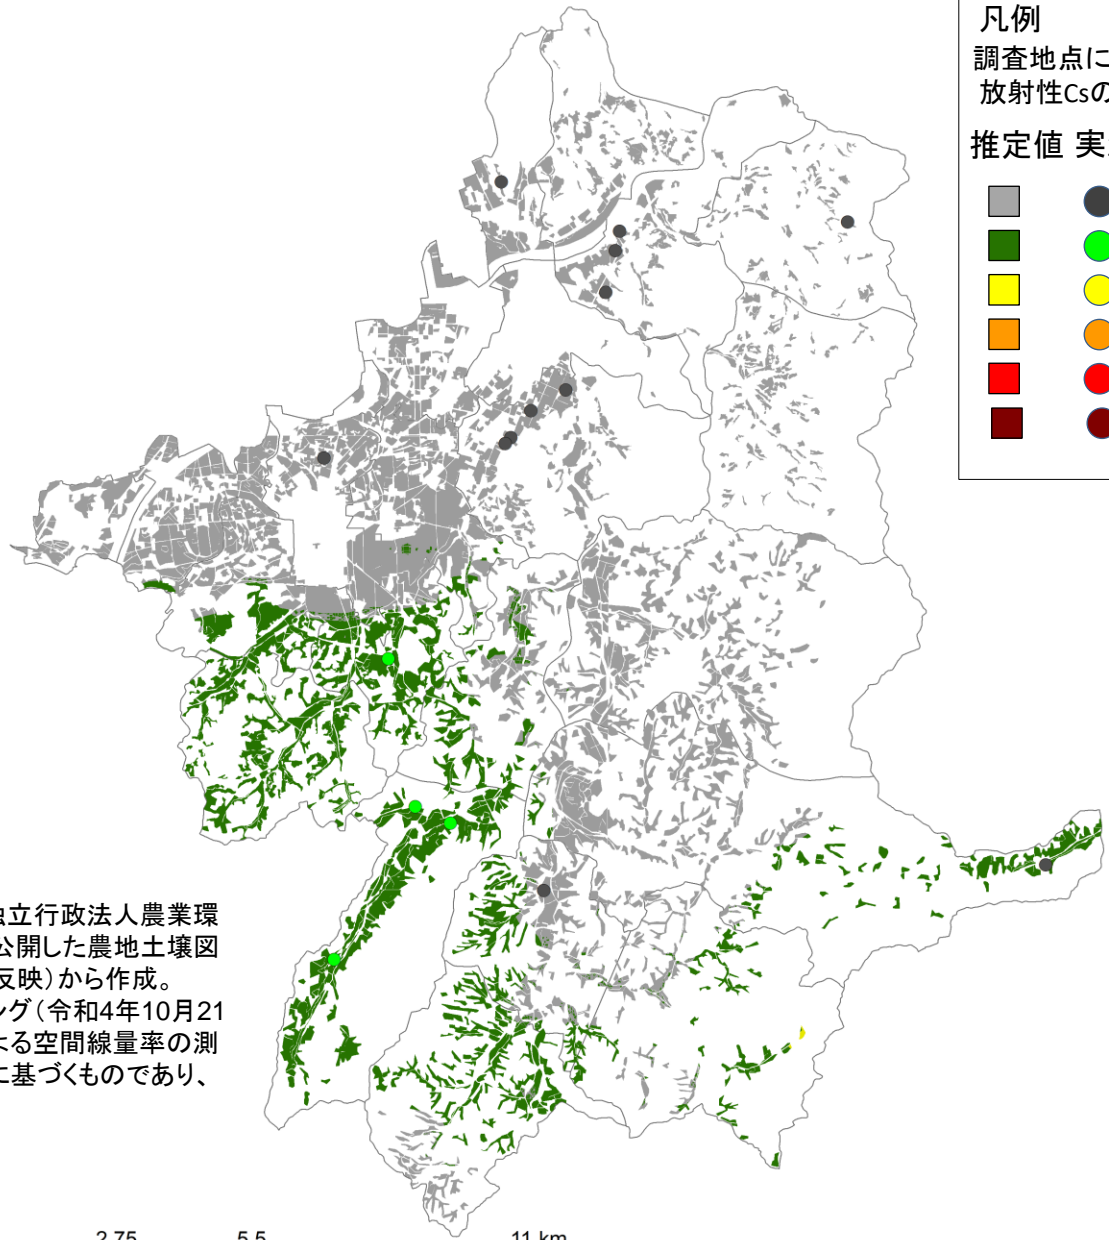 凡例
調査地点に
放射性Csの
推定値 実
独立行政法人農業環
公開した農地土壌図
反映）から作成。
ング（令和4年10月21
よる空間線量率の測
に基づくものであり、
2.75 5.5 11 km